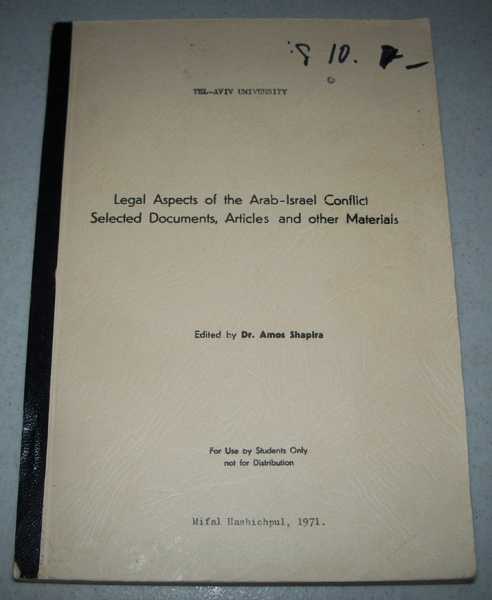 10.
TEL-AVIV UNIVERSITY
Legal Aspects of the Arab-Israel Conflict
Selected Documents, Articles and other Materials
Edited by Dr. Amos Shapira
For Use by Students Only
not for Distribution
Mifal Hashichpul, 1971.